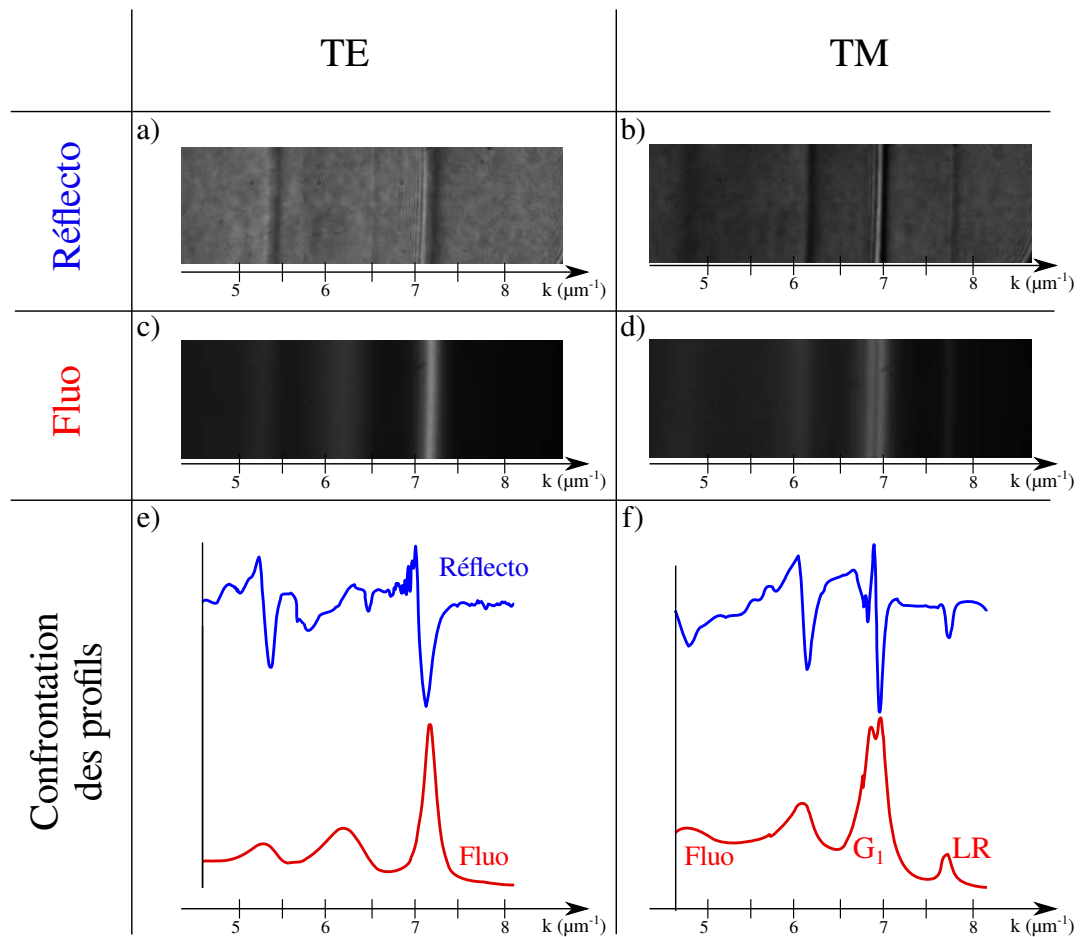 TE
TM
Réflecto
a)
5 6 7 8 k (µm⁻¹)
b)
5 6 7 8 k (µm⁻¹)
Fluo
c)
5 6 7 8 k (µm⁻¹)
d)
5 6 7 8 k (µm⁻¹)
Confrontation
des profils
e)
Réflecto
Fluo
5 6 7 8 k (µm⁻¹)
f)
Fluo
G₁
LR
5 6 7 8 k (µm⁻¹)